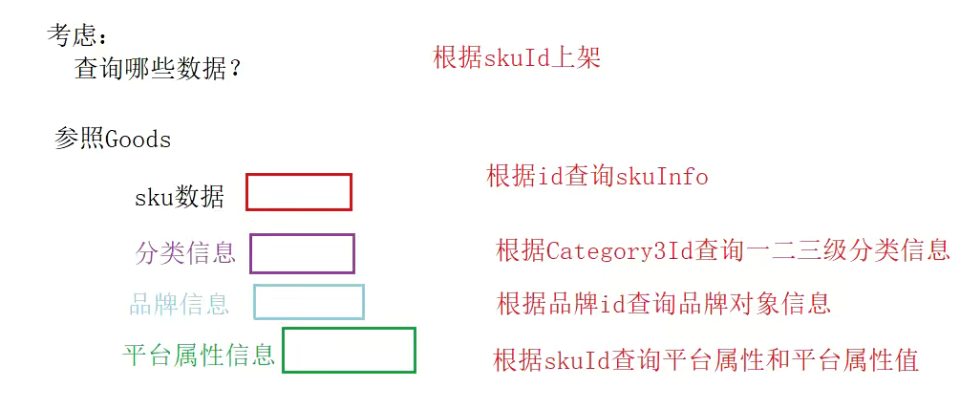 考虑：
查询哪些数据？
根据skuId上架
参照Goods
sku数据
根据id查询skuInfo
分类信息
根据Category3Id查询一二三级分类信息
品牌信息
根据品牌id查询品牌对象信息
平台属性信息
根据skuId查询平台属性和平台属性值